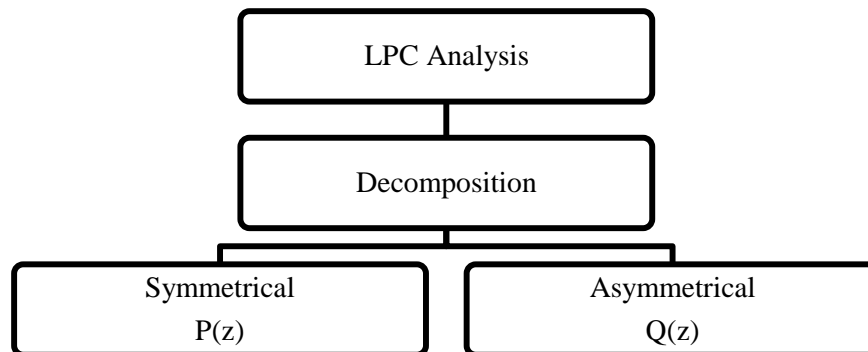 LPC Analysis
Decomposition
Symmetrical
P(z)
Asymmetrical
Q(z)